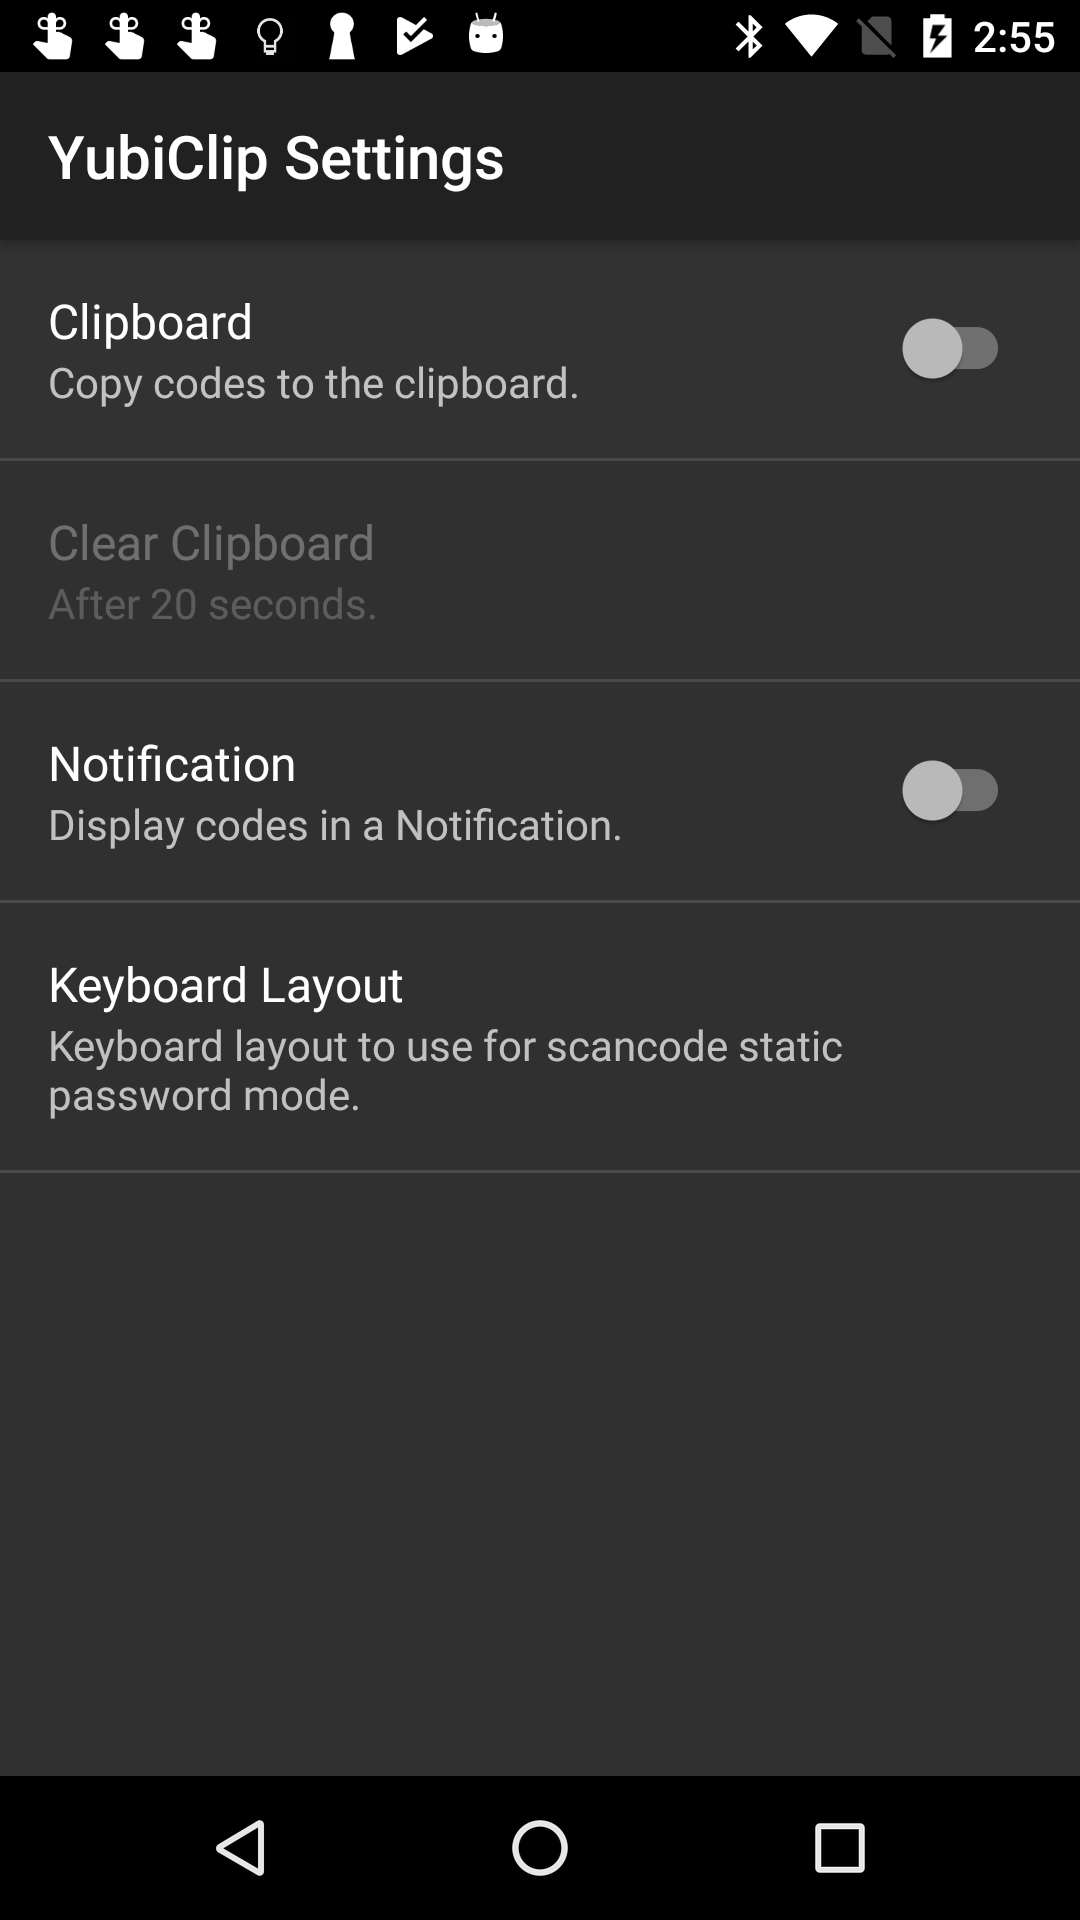 2:55
YubiClip Settings
Clipboard
Copy codes to the clipboard.
Clear Clipboard
After 20 seconds.
Notification
Display codes in a Notification.
Keyboard Layout
Keyboard layout to use for scancode static
password mode.